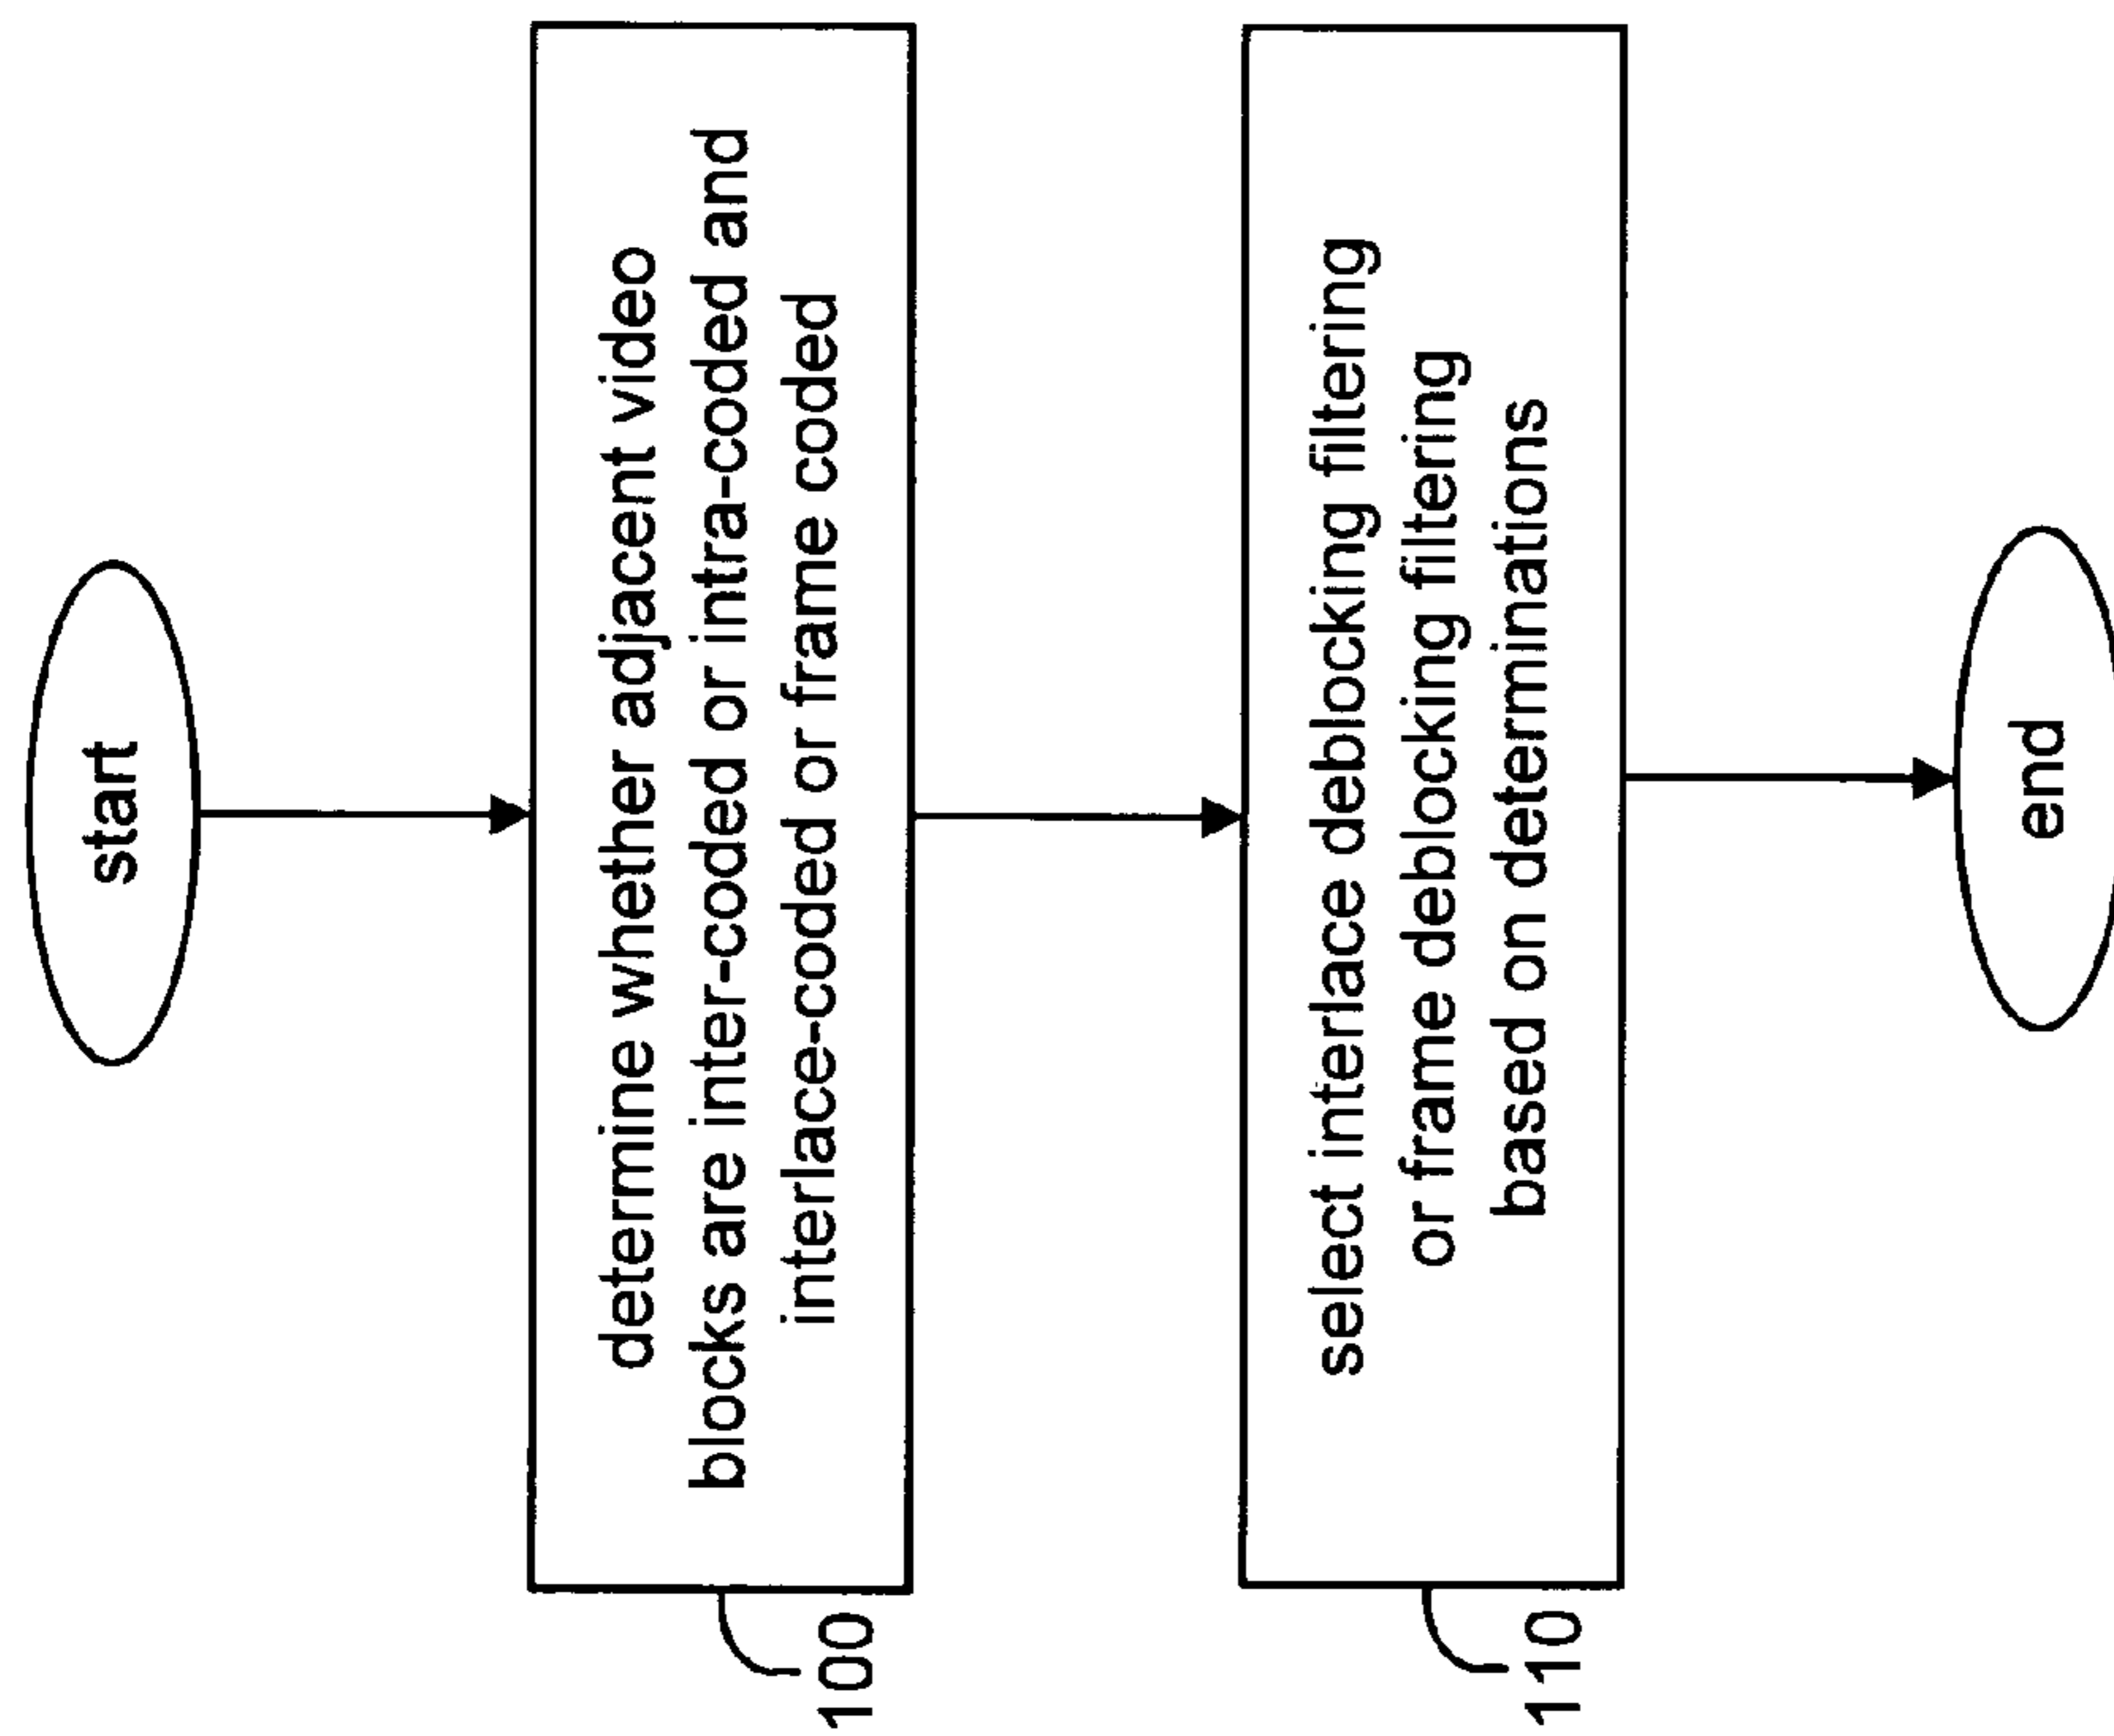 start
determine whether adjacent video
blocks are inter-coded or intra-coded and
interlace-coded or frame coded
100
select interlace deblocking filtering
or frame deblocking filtering
based on determinations
110
end